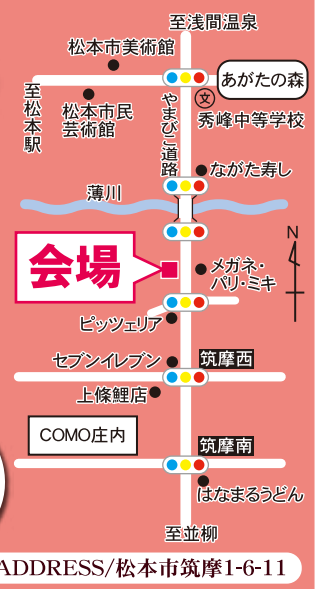 至浅間温泉
松本市美術館
あがたの森
至松本駅
松本市民
芸術館
やまびこ道路
文
秀峰中等学校
ながた寿し
薄川
N
会場
メガネ・
パリ・ミキ
ピッツェリア
セブンイレブン
筑摩西
上條鯉店
COMO庄内
筑摩南
はなまるうどん
至並柳
ADDRESS/松本市筑摩1-6-11